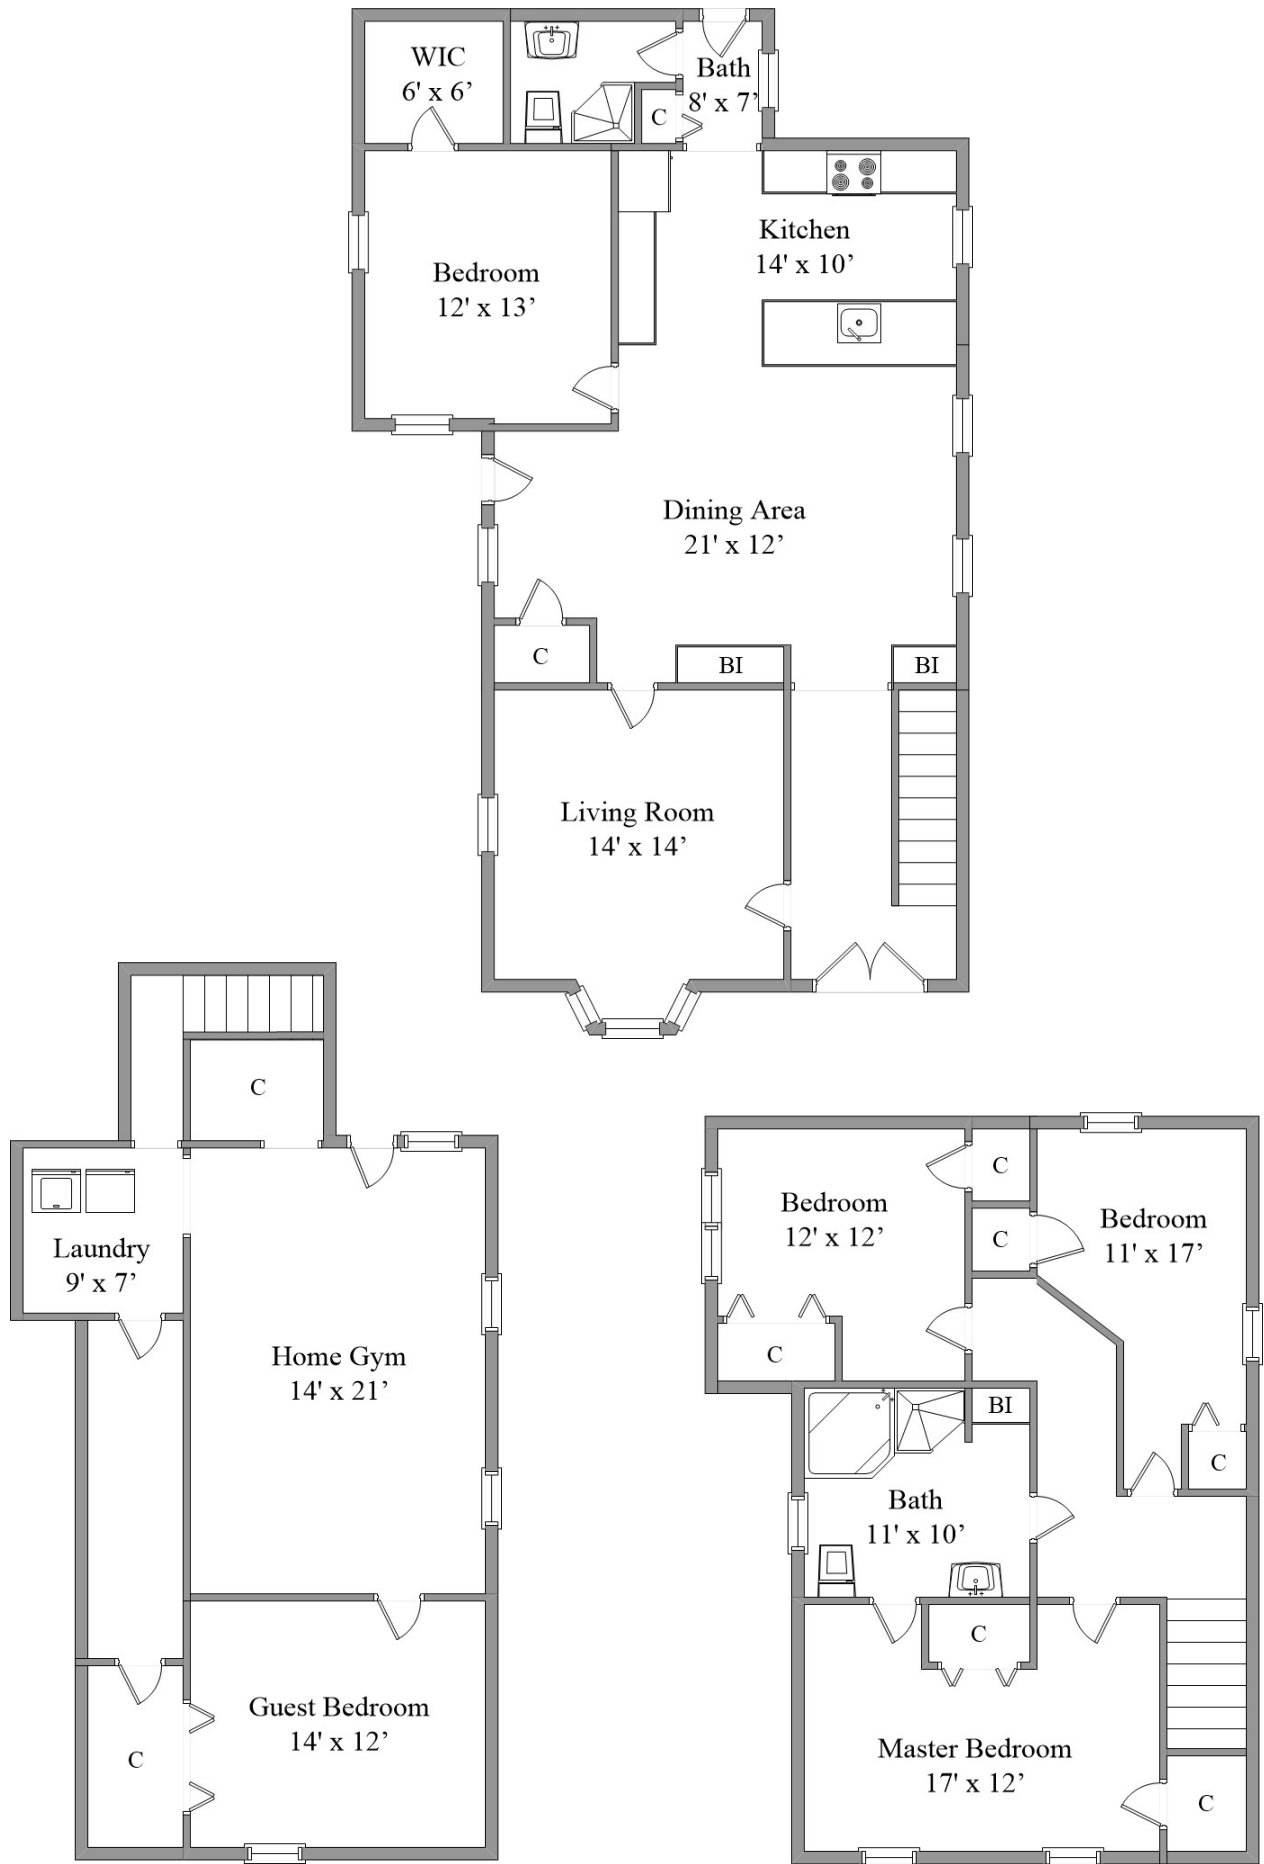 WIC
6' x 6’
Bath
8' x 7’
C
Kitchen
14' x 10’
Bedroom
12' x 13’
Dining Area
21' x 12’
C
BI
BI
Living Room
14' x 14’
C
Laundry
9' x 7’
Home Gym
14' x 21’
Guest Bedroom
14' x 12’
C
Bedroom
12' x 12’
C
C
Bedroom
11' x 17’
C
BI
C
Bath
11' x 10’
C
Master Bedroom
17' x 12’
C